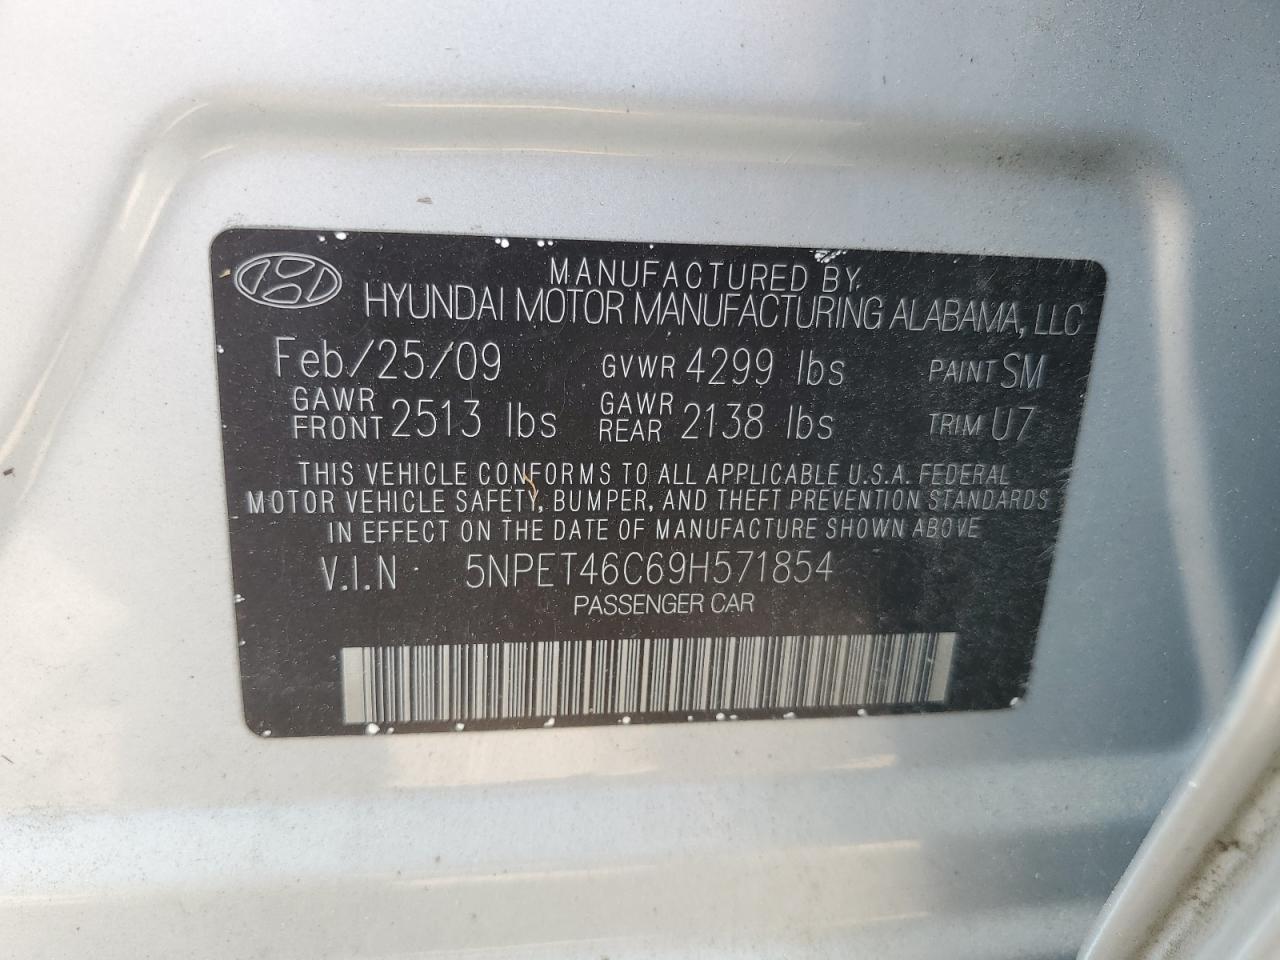 MANUFACTURED BY
HYUNDAI MOTOR MANUFACTURING ALABAMA, LLC
Feb/25/09 GVWR 4299 lbs PAINT SM
GAWR FRONT 2513 lbs GAWR REAR 2138 lbs TRIM U7
THIS VEHICLE CONFORMS TO ALL APPLICABLE U.S.A. FEDERAL
MOTOR VEHICLE SAFETY, BUMPER, AND THEFT PREVENTION STANDARDS
IN EFFECT ON THE DATE OF MANUFACTURE SHOWN ABOVE
V.I.N : 5NPET46C69H571854
PASSENGER CAR